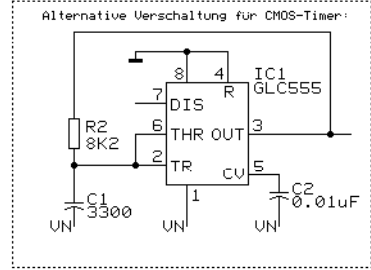 Alternative Verschaltung für CMOS-Timer:
8 4 IC1
R GLC555
7
DIS
R2 6 THR OUT 3
8K2
2 TR
CV 5
C1 1 C2
3300 0.01uF
VN VN VN